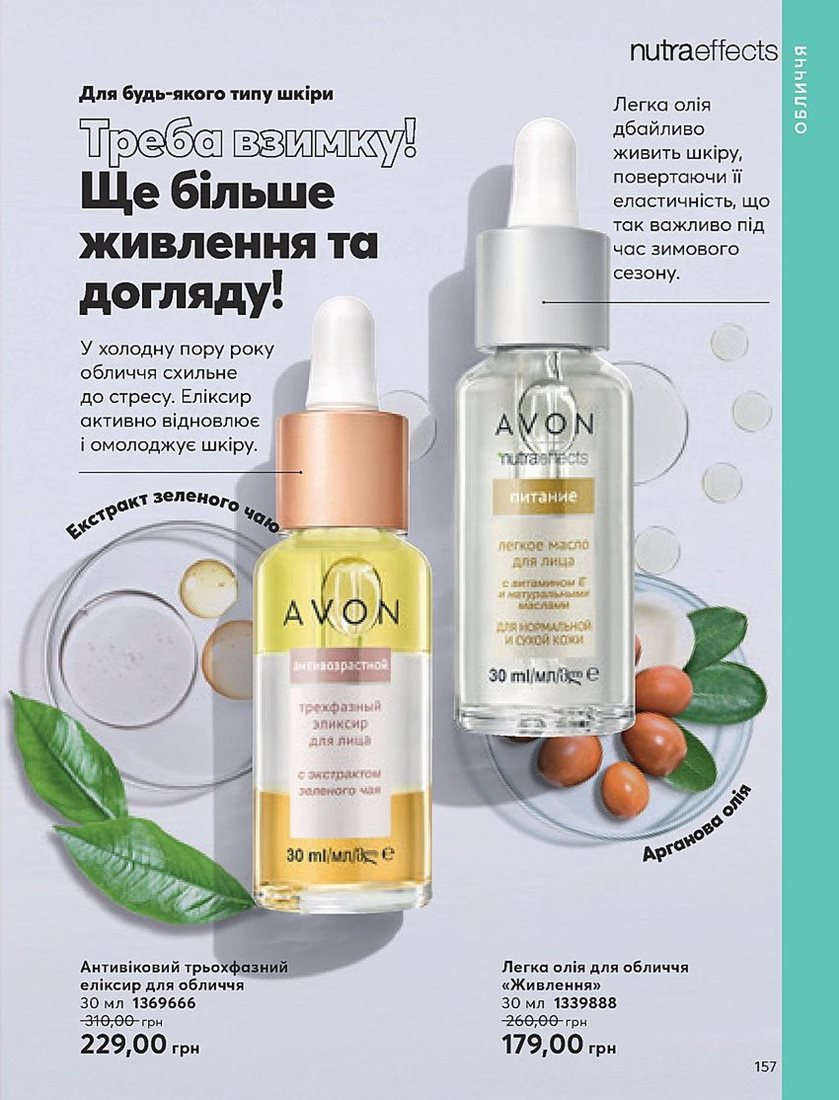 nutraeffects
ОБЛИЧЧЯ
Для будь-якого типу шкіри
Треба взимку!
Ще більше
живлення та
догляду!
У холодну пору року
обличчя схильне
до стресу. Еліксир
активно відновлює
і омолоджує шкіру.
Легка олія
дбайливо
живить шкіру,
повертаючи її
еластичність, що
так важливо під
час зимового
сезону.
Екстракт зеленого чаю
AVON
антивозрастной
трехфазный
эликсир
для лица
с экстрактом
зеленого чая
30 ml/мл/მლ e
AVON
nutraeffects
питание
легкое масло
для лица
с витамином E
и натуральными
маслами
для нормальной
и сухой кожи
30 ml/мл/მლ e
Арганова олія
Антивіковий трьохфазний
еліксир для обличчя
30 мл 1369666
310,00 грн
229,00 грн
Легка олія для обличчя
«Живлення»
30 мл 1339888
260,00 грн
179,00 грн
157